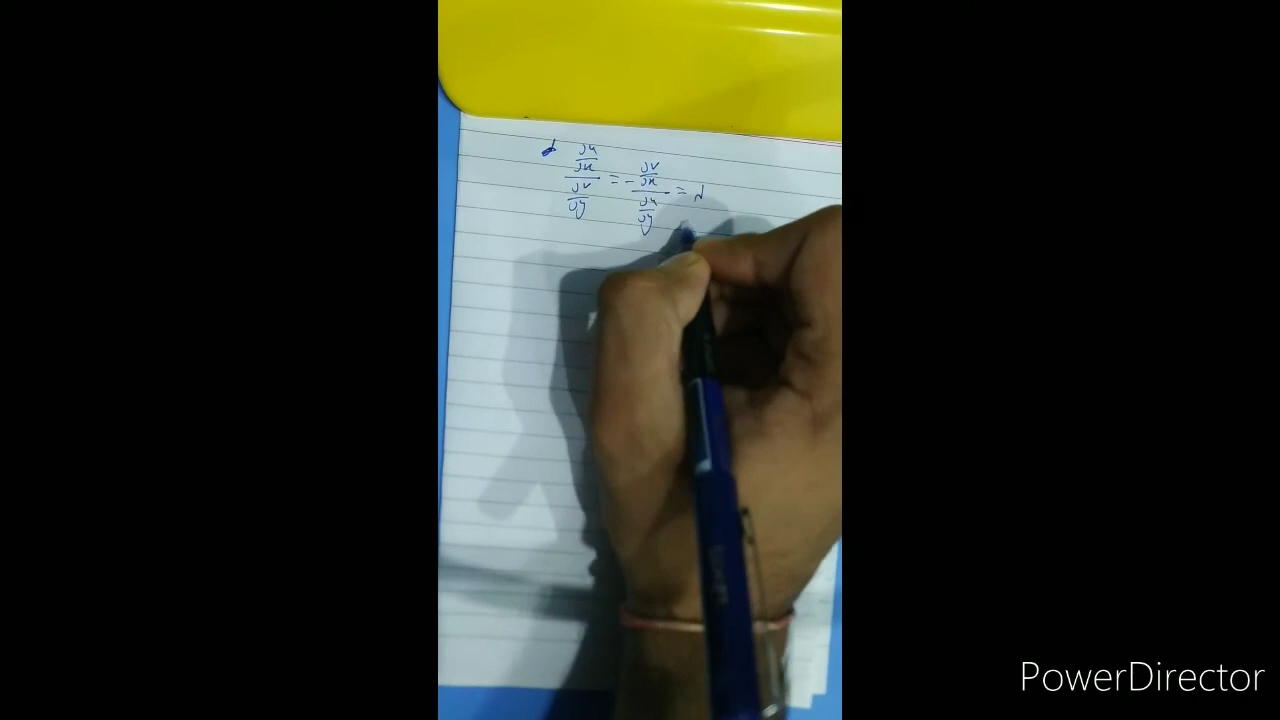 ∂u/∂x / ∂v/∂y = - ∂v/∂x / ∂u/∂y = λ
PowerDirector